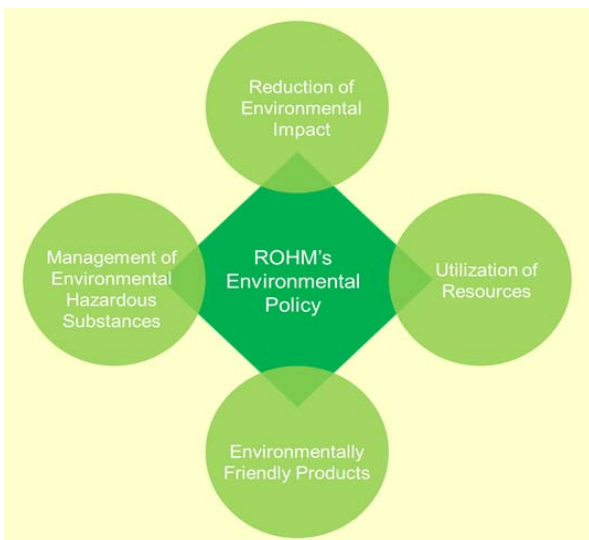 Reduction of
Environmental
Impact
Management of
Environmental
Hazardous
Substances
ROHM's
Environmental
Policy
Utilization of
Resources
Environmentally
Friendly Products